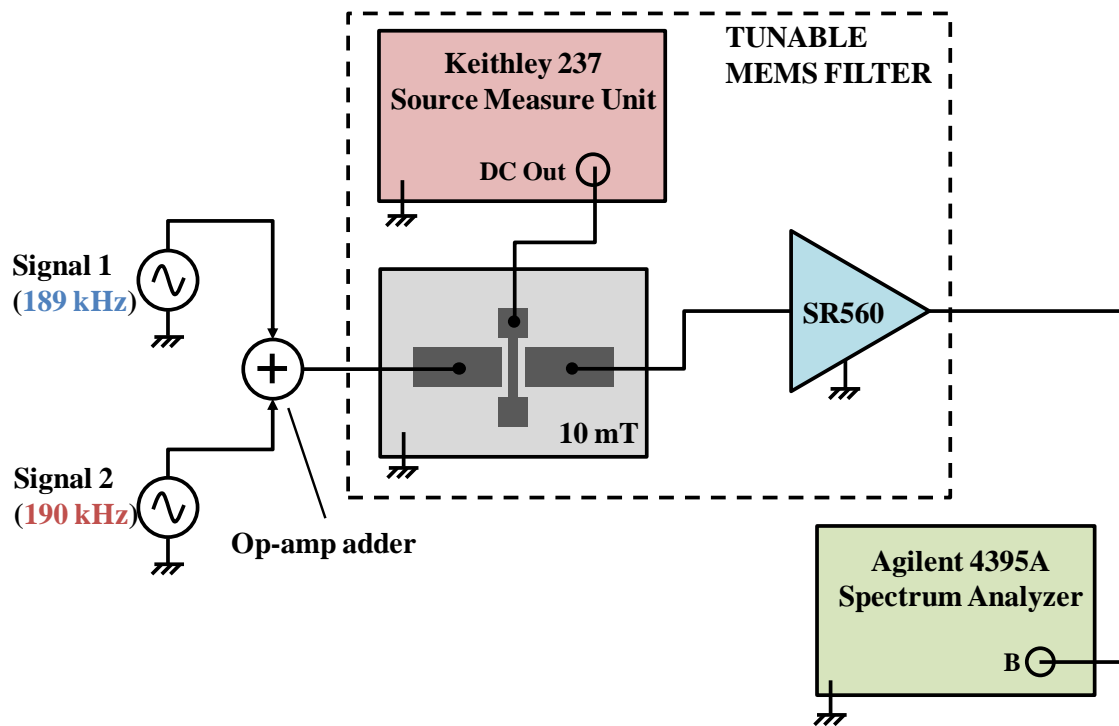 TUNABLE
MEMS FILTER
Keithley 237
Source Measure Unit
DC Out
Signal 1
(189 kHz)
SR560
10 mT
Signal 2
(190 kHz)
Op-amp adder
Agilent 4395A
Spectrum Analyzer
B